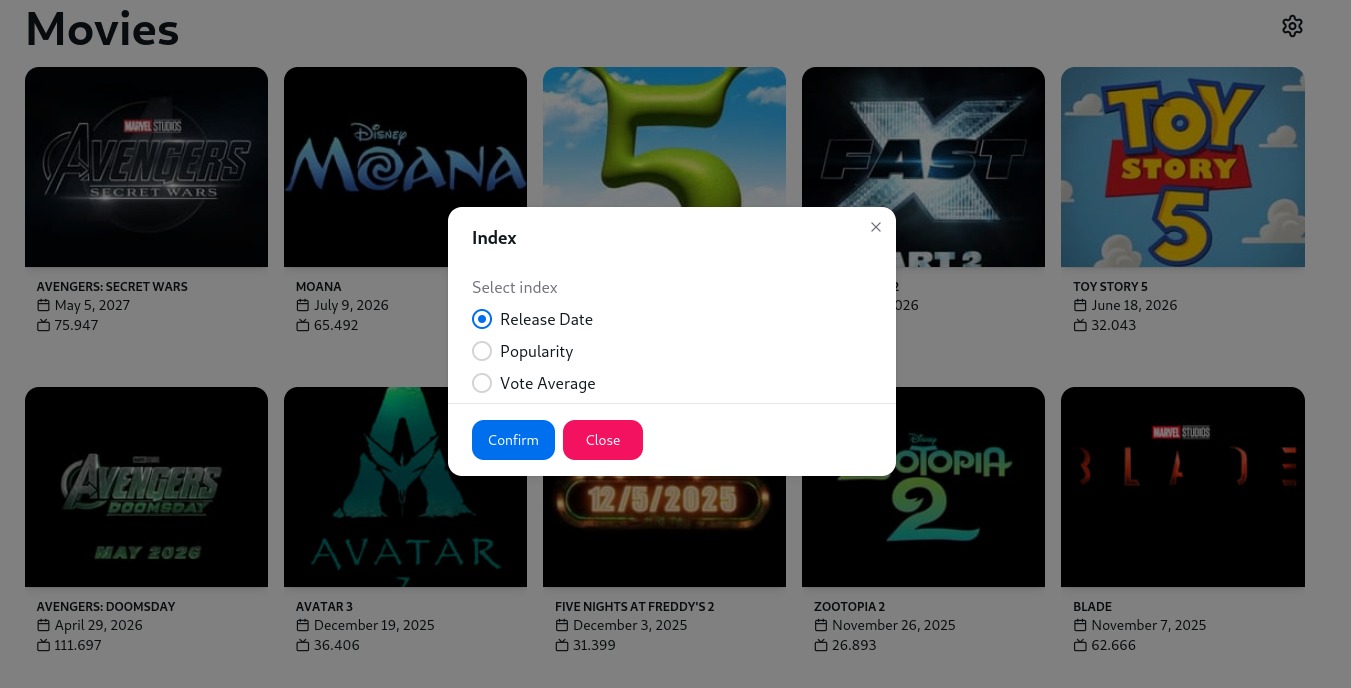 Movies
MARVEL STUDIOS
AVENGERS
SECRET WARS
Disney
MOANA
5
FAST
X
PART 2
TOY
STORY
5
AVENGERS: SECRET WARS
May 5, 2027
75.947
MOANA
July 9, 2026
65.492
2
026
TOY STORY 5
June 18, 2026
32.043
Index
Select index
Release Date
Popularity
Vote Average
Confirm
Close
AVENGERS
DOOMSDAY
MAY 2026
AVATAR
12/5/2025
Disney
ZOOTOPIA
2
MARVEL STUDIOS
BLADE
AVENGERS: DOOMSDAY
April 29, 2026
111.697
AVATAR 3
December 19, 2025
36.406
FIVE NIGHTS AT FREDDY'S 2
December 3, 2025
31.399
ZOOTOPIA 2
November 26, 2025
26.893
BLADE
November 7, 2025
62.666